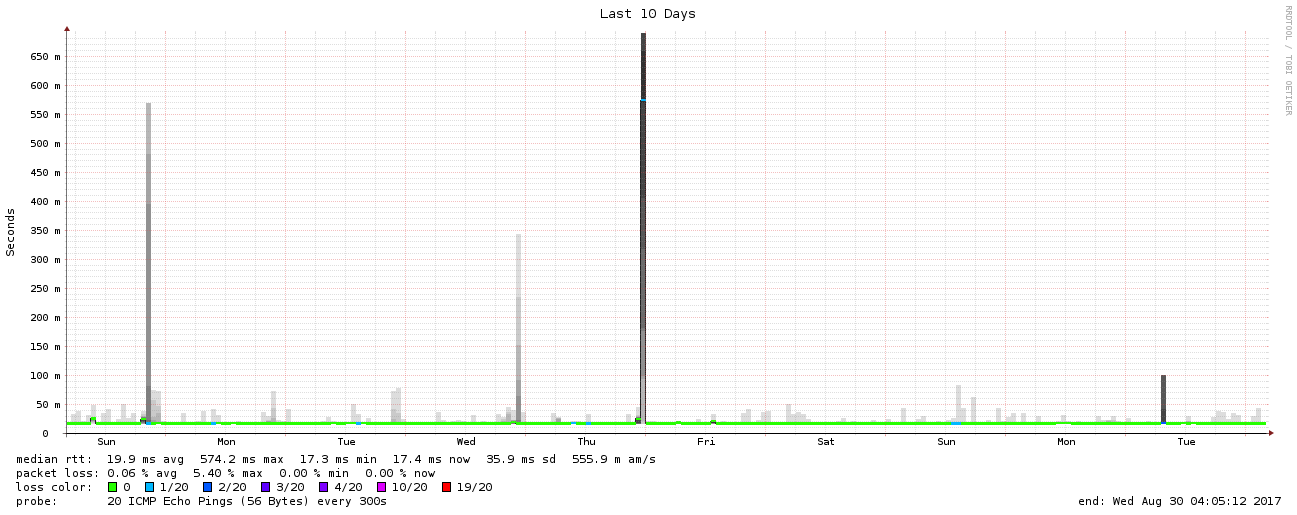 Last 10 Days
RRDTOOL / TOBI OETIKER
Seconds
650 m
600 m
550 m
500 m
450 m
400 m
350 m
300 m
250 m
200 m
150 m
100 m
50 m
0
Sun Mon Tue Wed Thu Fri Sat Sun Mon Tue
median rtt: 19.9 ms avg 574.2 ms max 17.3 ms min 17.4 ms now 35.9 ms sd 555.9 m am/s
packet loss: 0.06 % avg 5.40 % max 0.00 % min 0.00 % now
loss color: 0 1/20 2/20 3/20 4/20 10/20 19/20
probe: 20 ICMP Echo Pings (56 Bytes) every 300s end: Wed Aug 30 04:05:12 2017